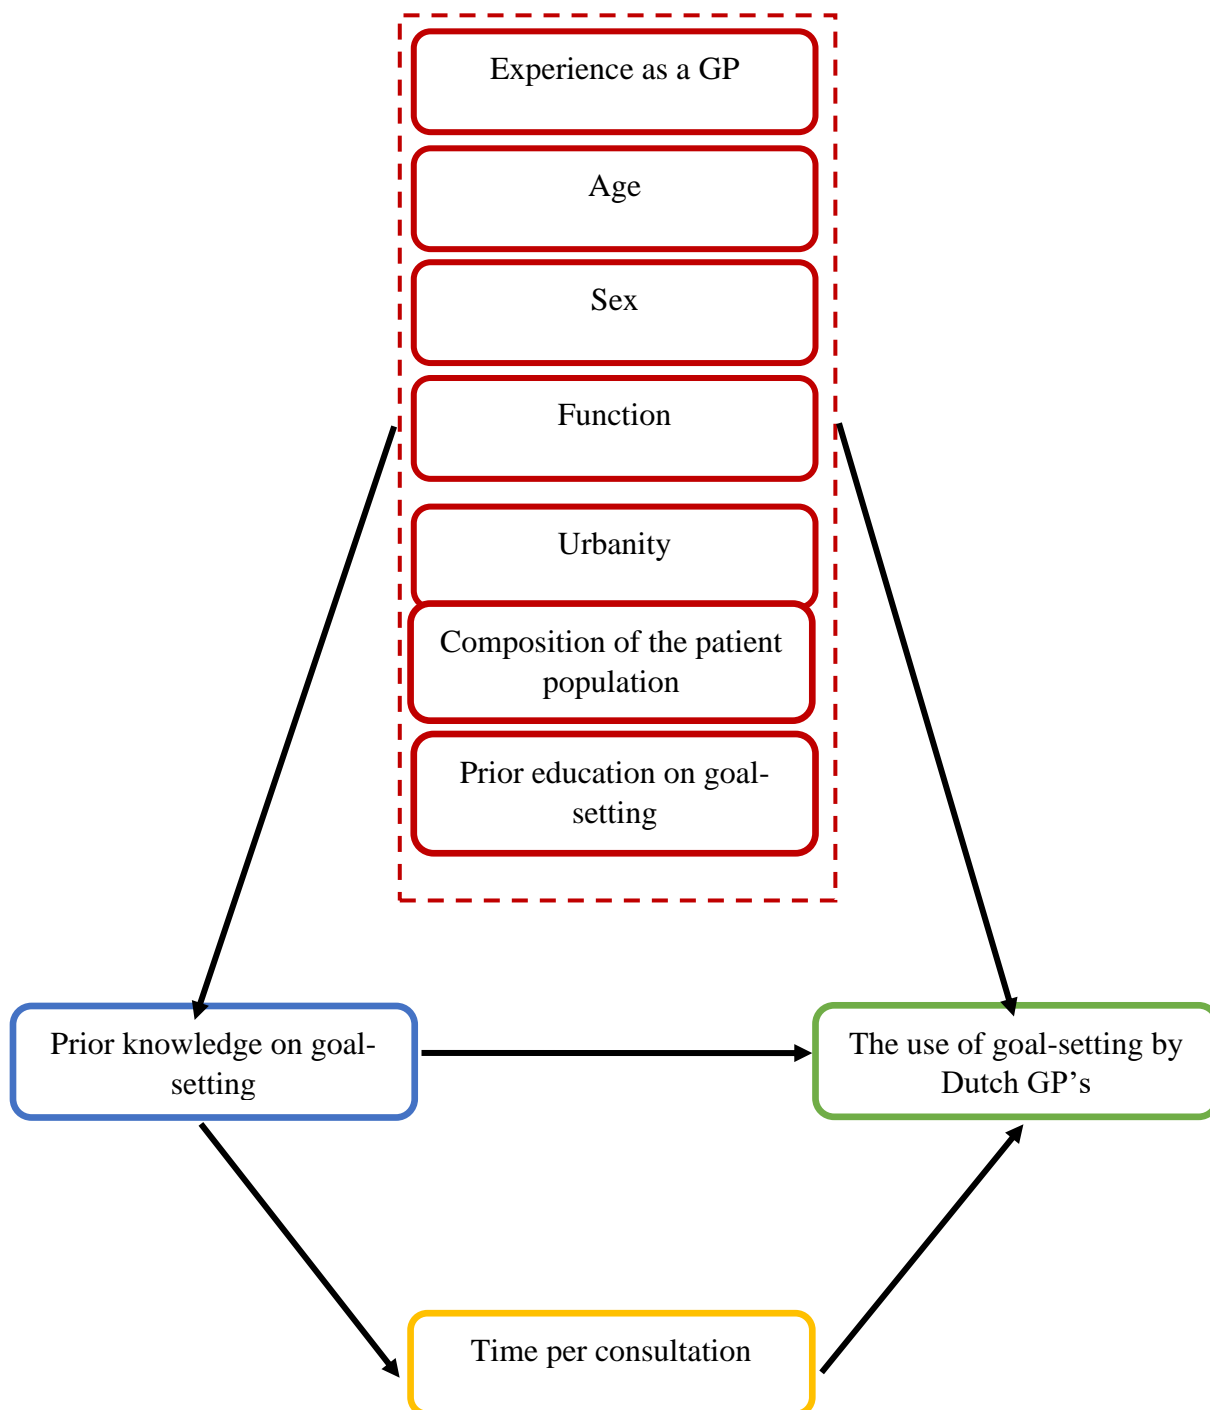 Experience as a GP
Age
Sex
Function
Urbanity
Composition of the patient
population
Prior education on goal-
setting
Prior knowledge on goal-
setting
The use of goal-setting by
Dutch GP’s
Time per consultation